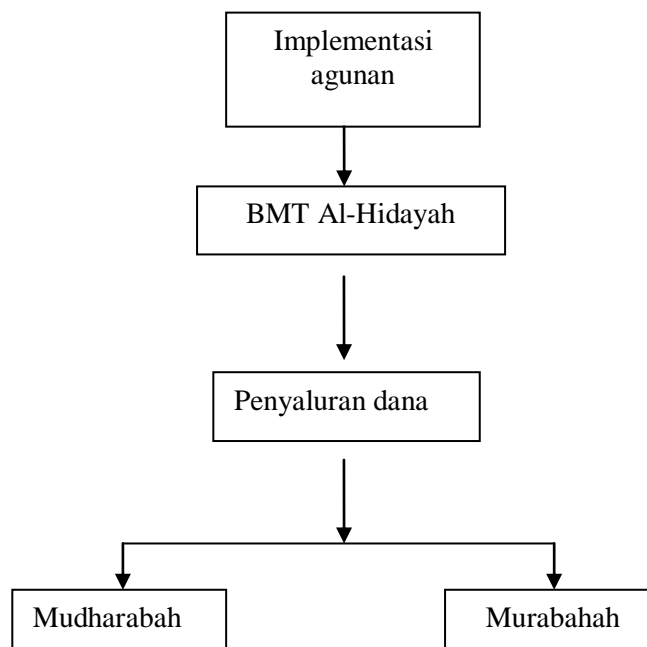 Implementasi
agunan
BMT Al-Hidayah
Penyaluran dana
Mudharabah
Murabahah